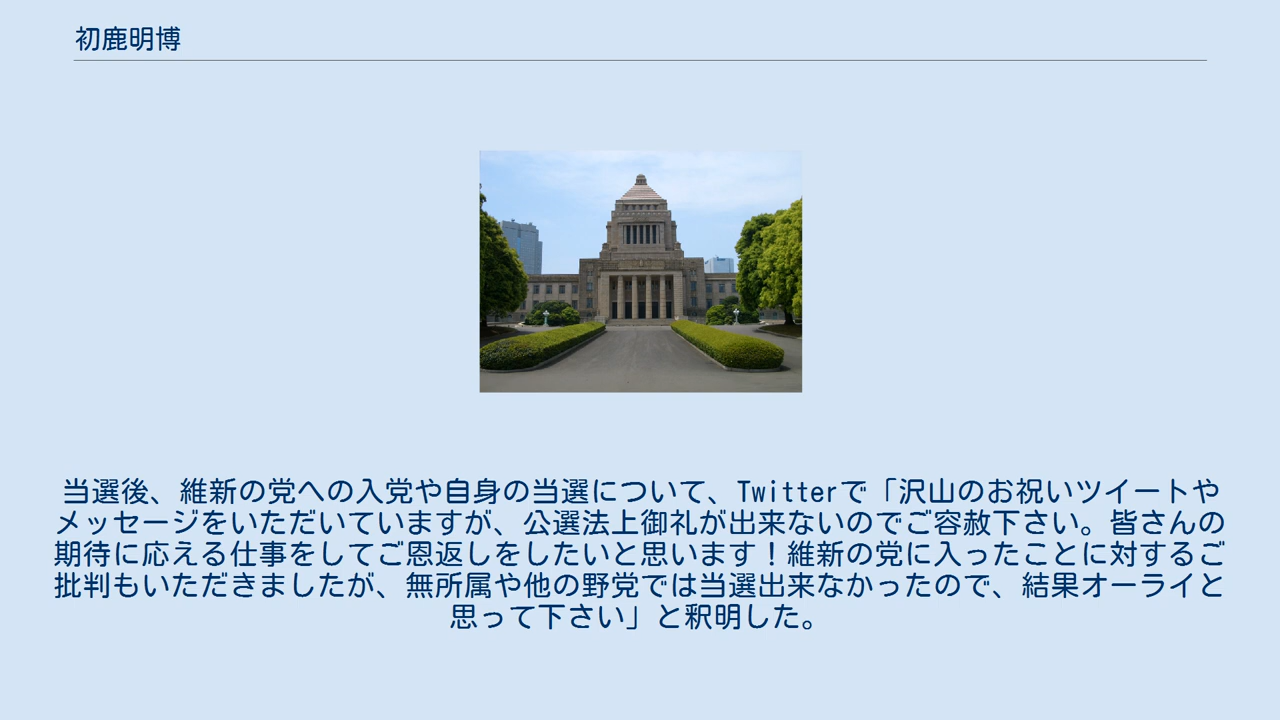 初鹿明博
当選後、維新の党への入党や自身の当選について、Twitterで「沢山のお祝いツイートや
メッセージをいただいていますが、公選法上御礼が出来ないのでご容赦下さい。皆さんの
期待に応える仕事をしてご恩返しをしたいと思います！維新の党に入ったことに対するご
批判もいただきましたが、無所属や他の野党では当選出来なかったので、結果オーライと
思って下さい」と釈明した。